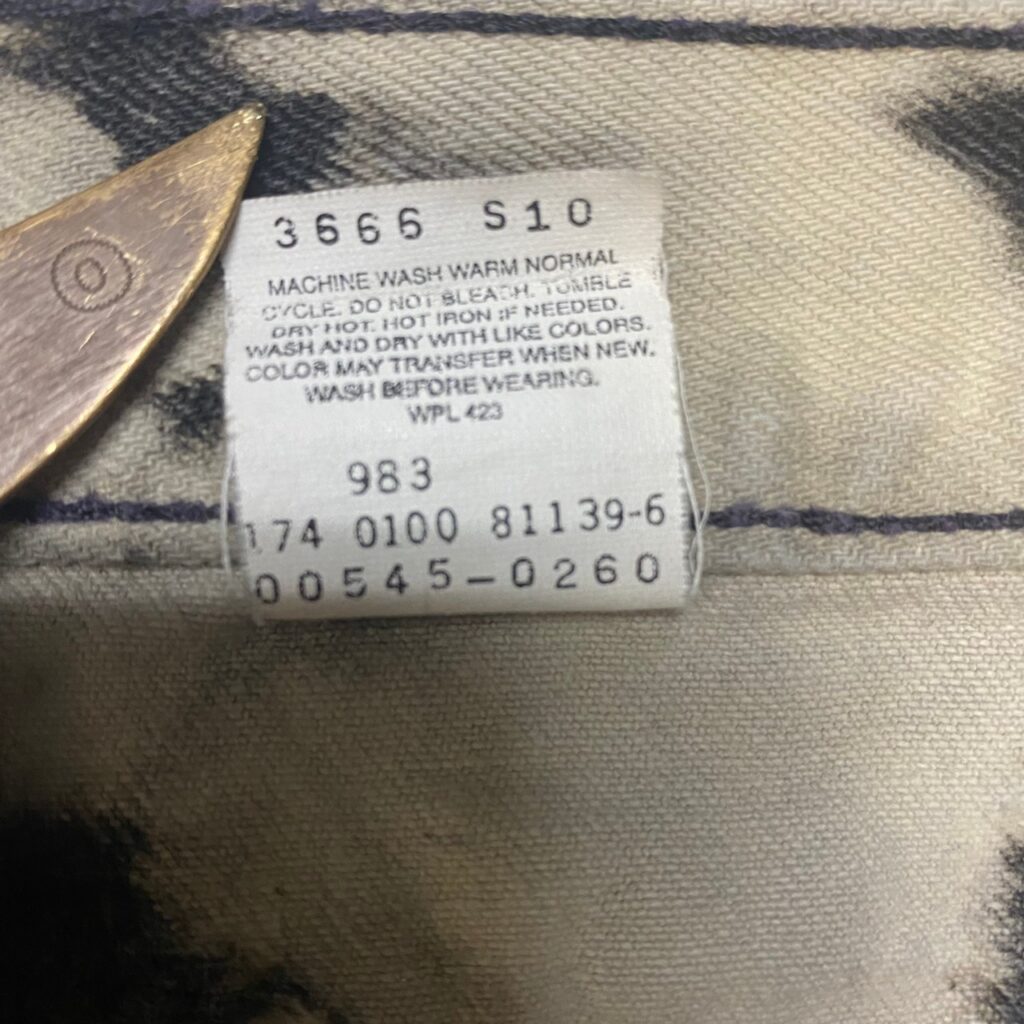 3666 S10
MACHINE WASH WARM NORMAL
CYCLE. DO NOT BLEACH. TUMBLE
DRY HOT. HOT IRON IF NEEDED.
WASH AND DRY WITH LIKE COLORS.
COLOR MAY TRANSFER WHEN NEW.
WASH BEFORE WEARING.
WPL 423
983
174 0100 81139-6
00545-0260